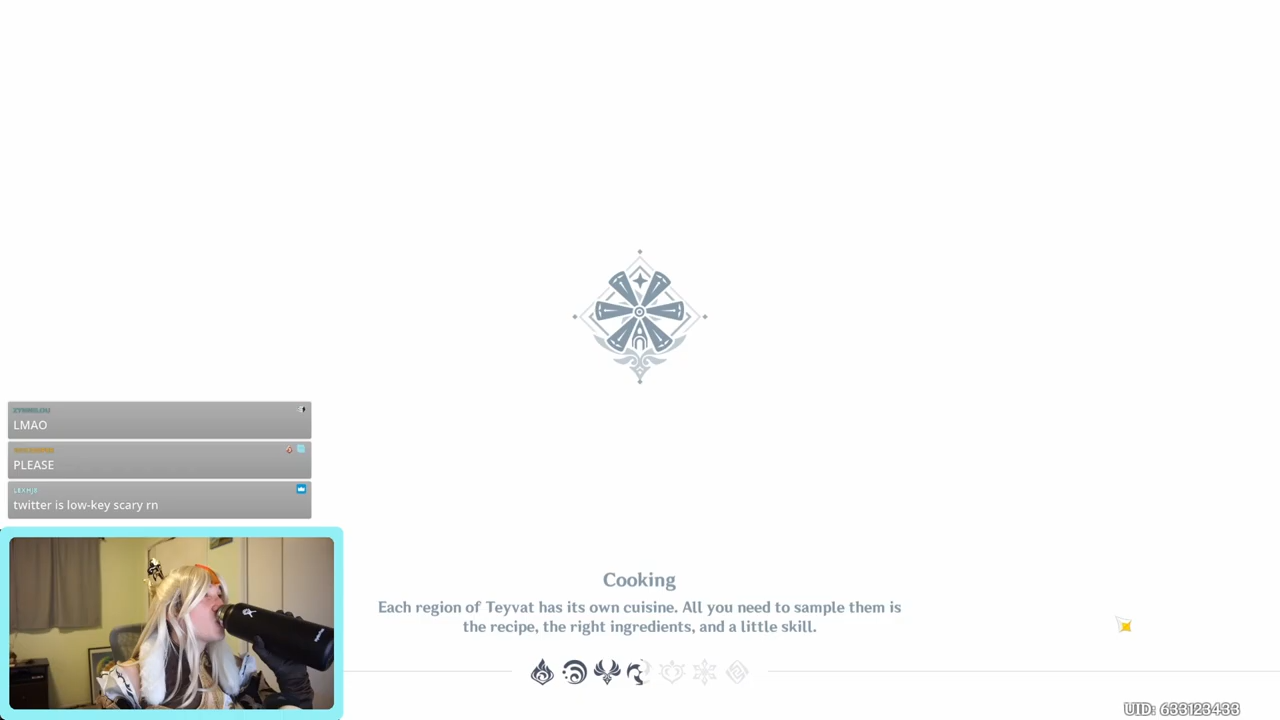 LMAO
PLEASE
twitter is low-key scary rn
Cooking
Each region of Teyvat has its own cuisine. All you need to sample them is
the recipe, the right ingredients, and a little skill.
UID: 633123433